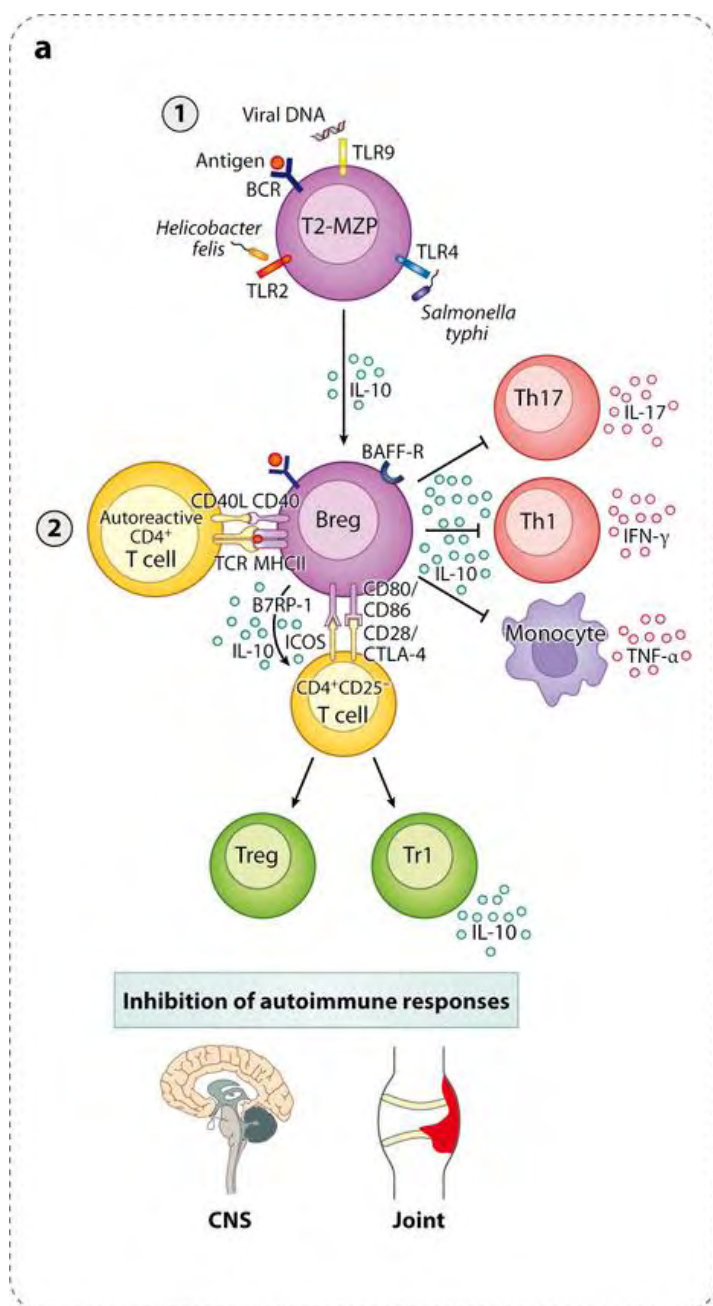 a
1
Viral DNA
TLR9
Antigen
BCR
T2-MZP
Helicobacter
felis
TLR4
TLR2
Salmonella
typhi
IL-10
Th17
IL-17
BAFF-R
CD40L CD40
2
Autoreactive
CD4⁺
T cell
Breg
Th1
IFN-γ
IL-10
TCR MHCII
B7RP-1
CD80/
CD86
IL-10
ICOS
CD28/
CTLA-4
Monocyte
TNF-α
CD4⁺CD25⁻
T cell
Treg
Tr1
IL-10
Inhibition of autoimmune responses
CNS
Joint